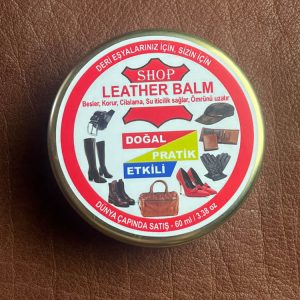 DERİ EŞYALARINIZ İÇİN, SİZİN İÇİN
SHOP
LEATHER BALM
Besler, Korur, Cilalama, Su iticilik sağlar, Ömrünü uzatır
DOĞAL
PRATİK
ETKİLİ
DÜNYA ÇAPINDA SATIŞ - 60 ml / 3.38 oz